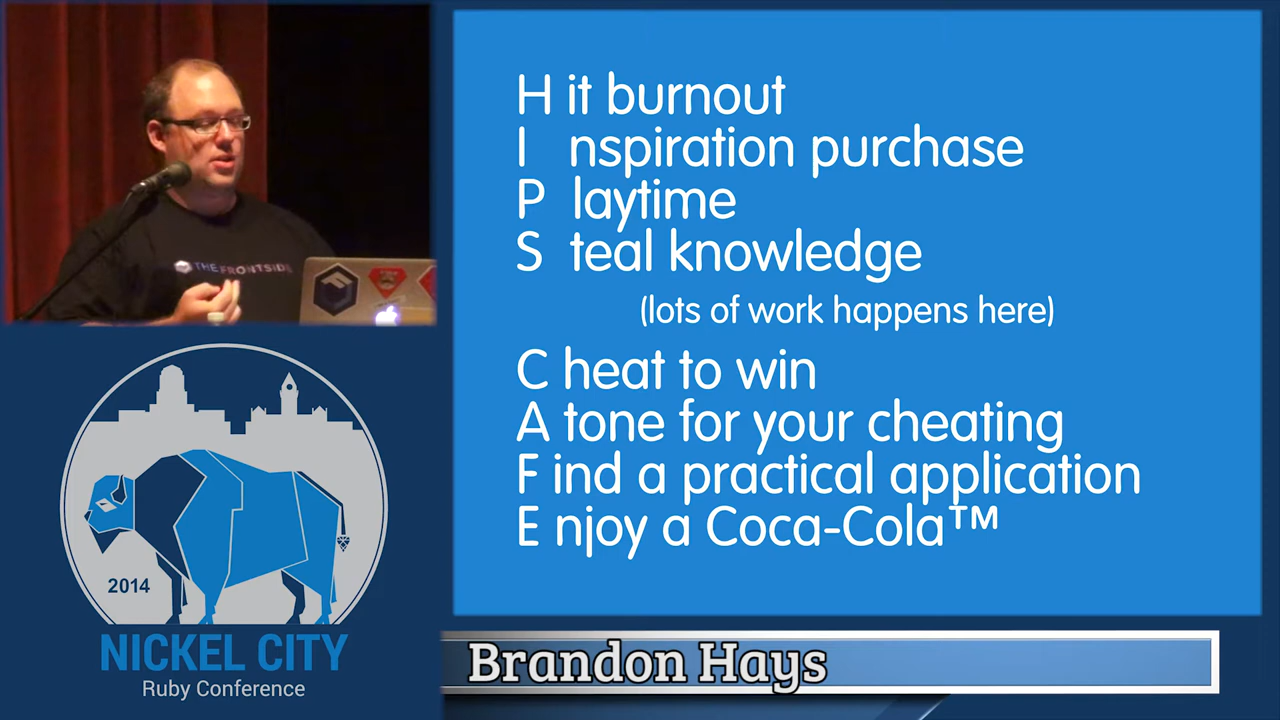 THE FRONTSIDE
H it burnout
I nspiration purchase
P laytime
S teal knowledge
(lots of work happens here)
C heat to win
A tone for your cheating
F ind a practical application
E njoy a Coca-Cola™
2014
NICKEL CITY
Ruby Conference
Brandon Hays